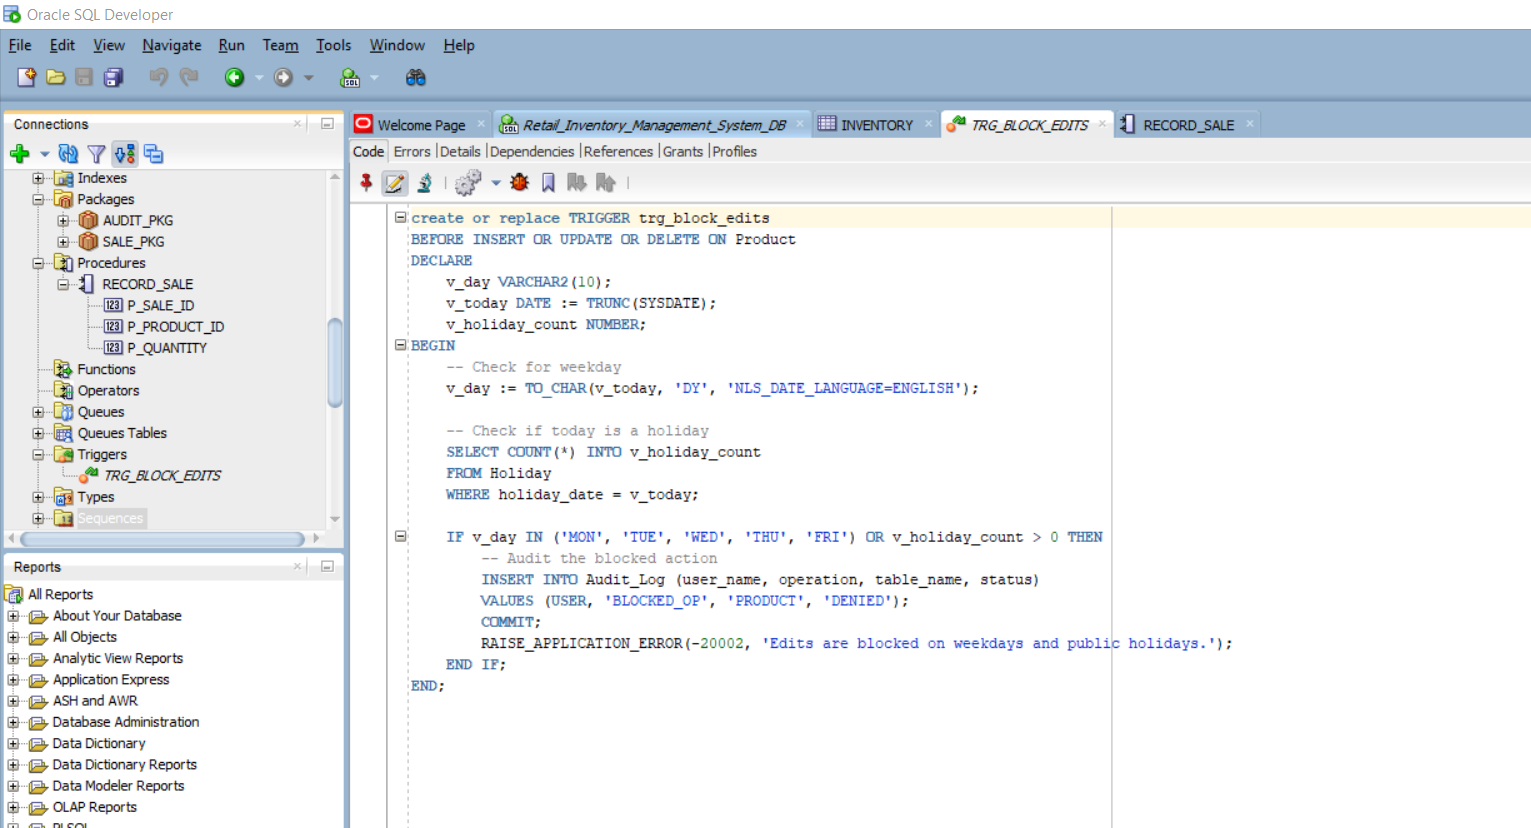 Oracle SQL Developer
File Edit View Navigate Run Team Tools Window Help
SQL
Connections
Indexes
Packages
AUDIT_PKG
SALE_PKG
Procedures
RECORD_SALE
123 P_SALE_ID
123 P_PRODUCT_ID
123 P_QUANTITY
Functions
Operators
Queues
Queues Tables
Triggers
TRG_BLOCK_EDITS
Types
Sequences
Reports
All Reports
About Your Database
All Objects
Analytic View Reports
Application Express
ASH and AWR
Database Administration
Data Dictionary
Data Dictionary Reports
Data Modeler Reports
OLAP Reports
PLSQL
Welcome Page Retail_Inventory_Management_System_DB INVENTORY TRG_BLOCK_EDITS RECORD_SALE
Code Errors Details Dependencies References Grants Profiles
create or replace TRIGGER trg_block_edits
BEFORE INSERT OR UPDATE OR DELETE ON Product
DECLARE
v_day VARCHAR2(10);
v_today DATE := TRUNC(SYSDATE);
v_holiday_count NUMBER;
BEGIN
-- Check for weekday
v_day := TO_CHAR(v_today, 'DY', 'NLS_DATE_LANGUAGE=ENGLISH');
-- Check if today is a holiday
SELECT COUNT(*) INTO v_holiday_count
FROM Holiday
WHERE holiday_date = v_today;
IF v_day IN ('MON', 'TUE', 'WED', 'THU', 'FRI') OR v_holiday_count > 0 THEN
-- Audit the blocked action
INSERT INTO Audit_Log (user_name, operation, table_name, status)
VALUES (USER, 'BLOCKED_OP', 'PRODUCT', 'DENIED');
COMMIT;
RAISE_APPLICATION_ERROR(-20002, 'Edits are blocked on weekdays and public holidays.');
END IF;
END;